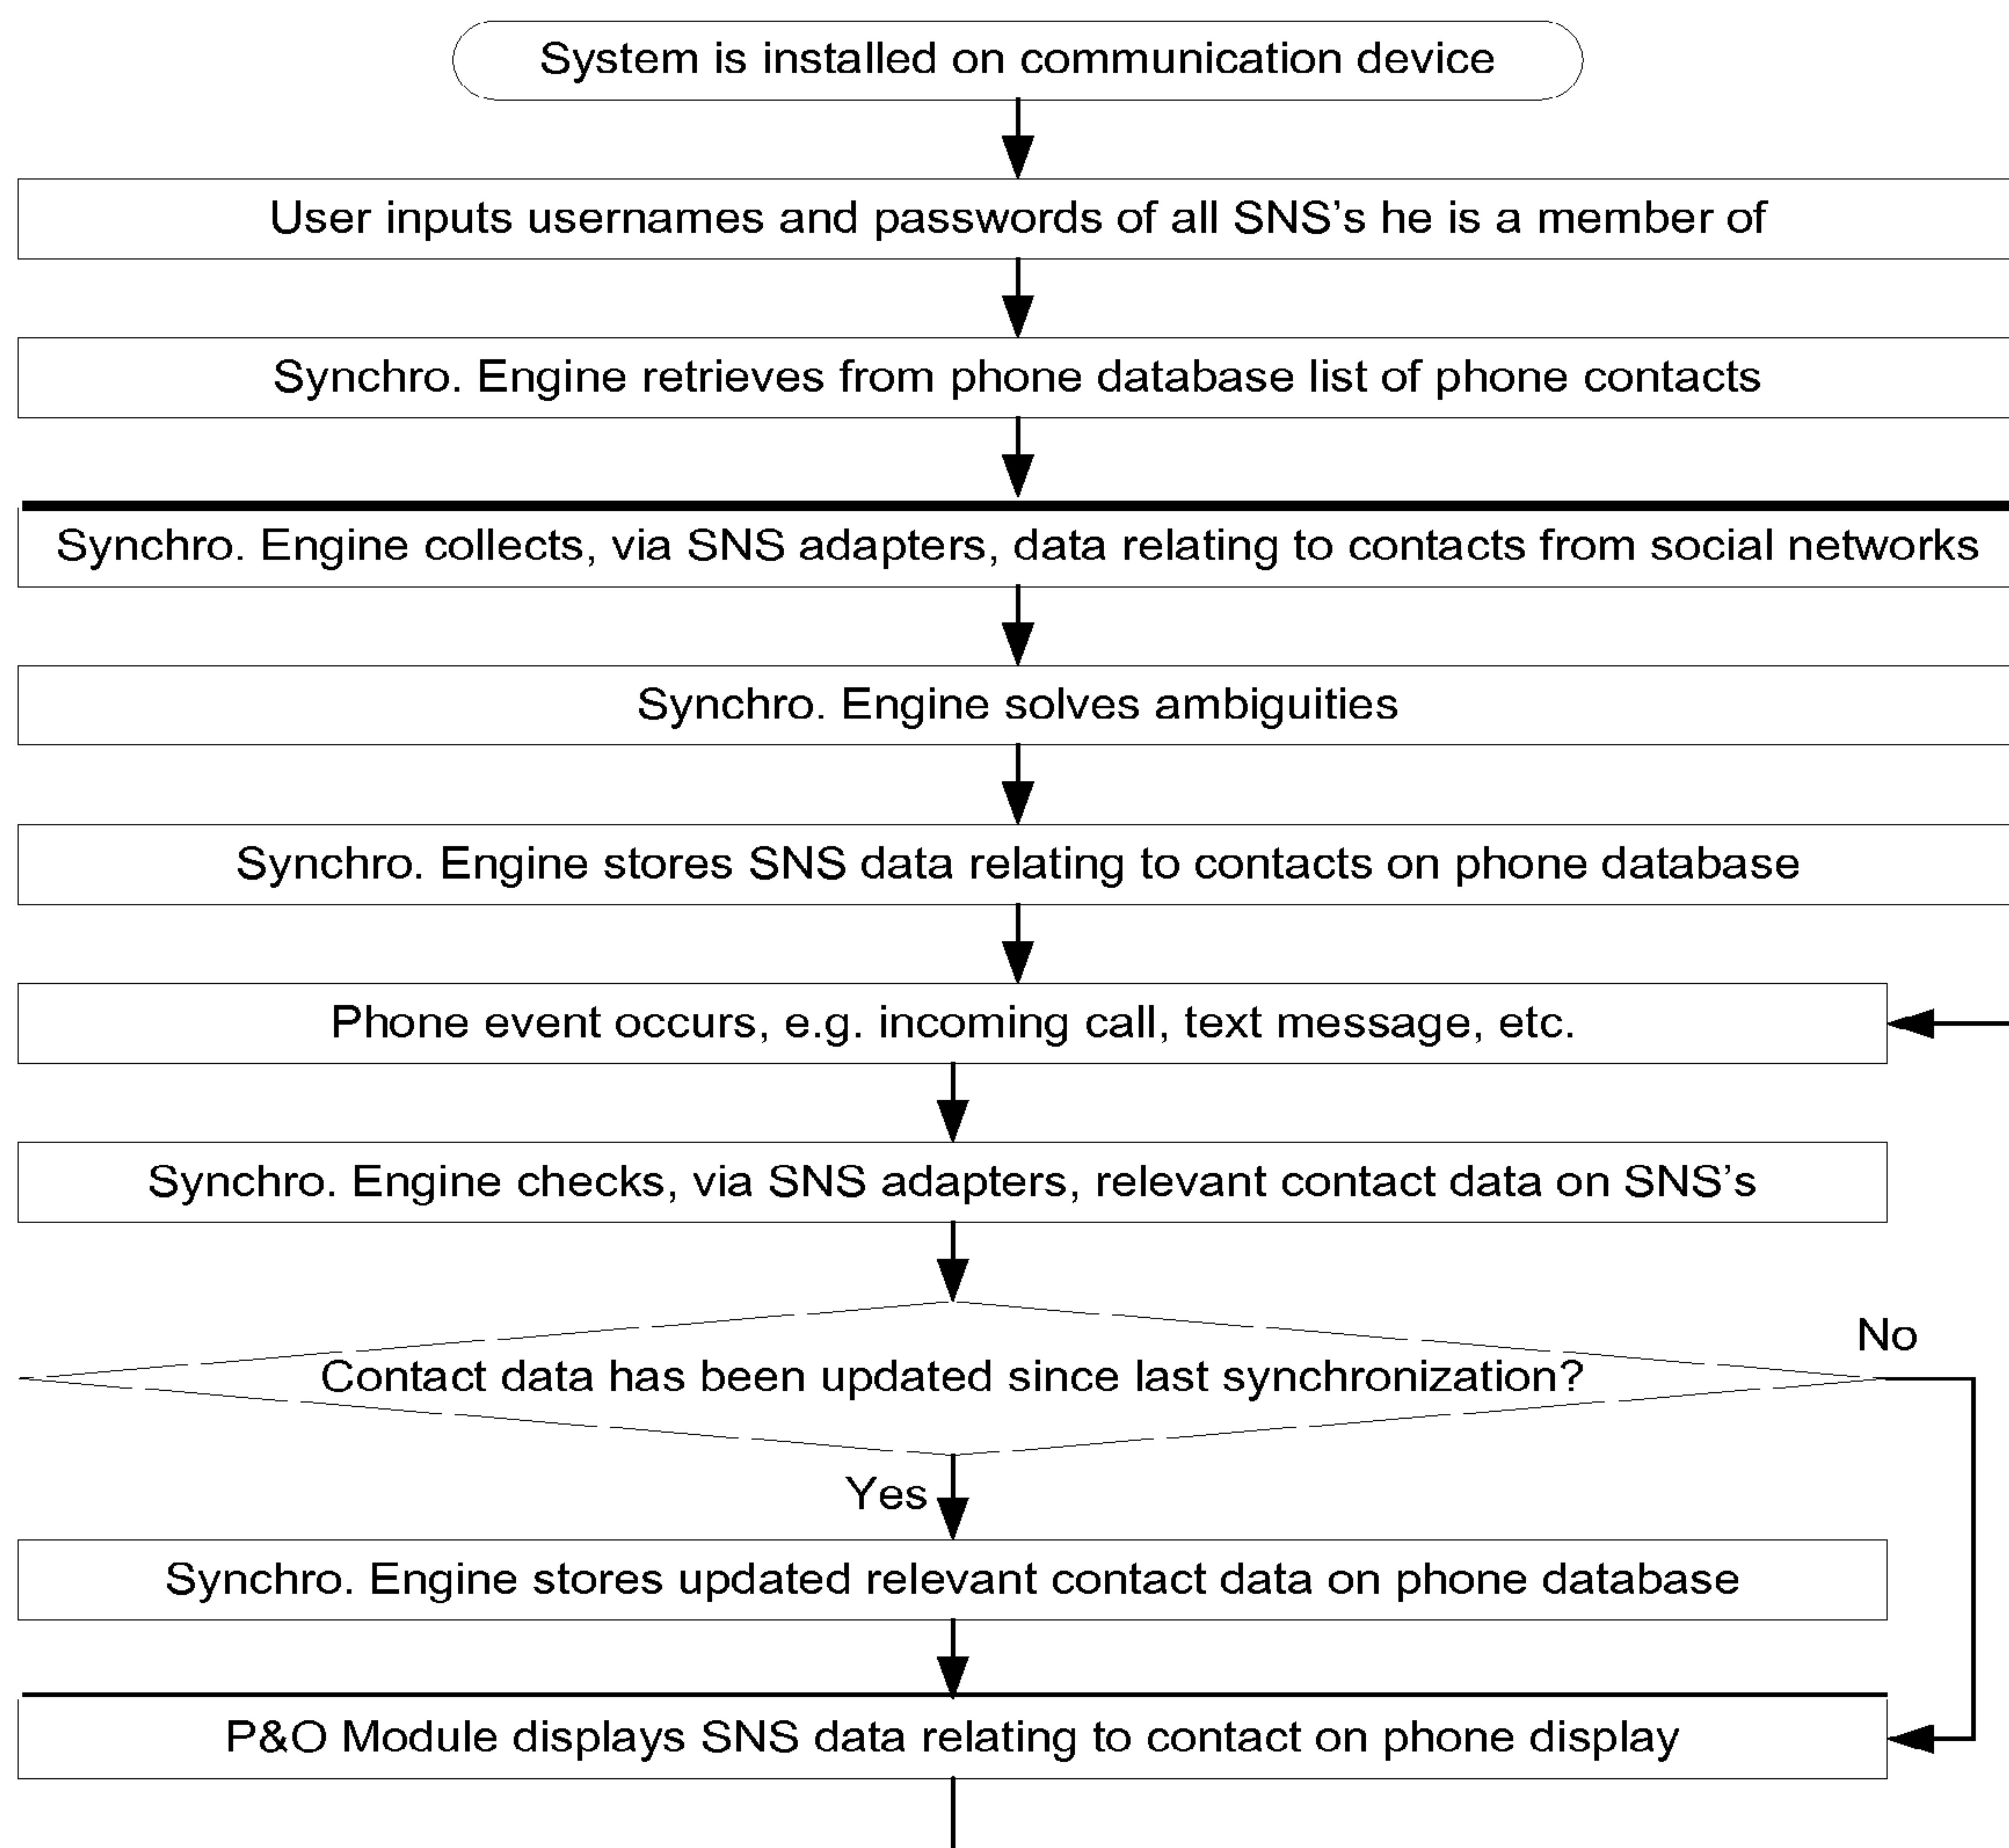 System is installed on communication device
User inputs usernames and passwords of all SNS's he is a member of
Synchro. Engine retrieves from phone database list of phone contacts
Synchro. Engine collects, via SNS adapters, data relating to contacts from social networks
Synchro. Engine solves ambiguities
Synchro. Engine stores SNS data relating to contacts on phone database
Phone event occurs, e.g. incoming call, text message, etc.
Synchro. Engine checks, via SNS adapters, relevant contact data on SNS's
No
Contact data has been updated since last synchronization?
Yes
Synchro. Engine stores updated relevant contact data on phone database
P&O Module displays SNS data relating to contact on phone display